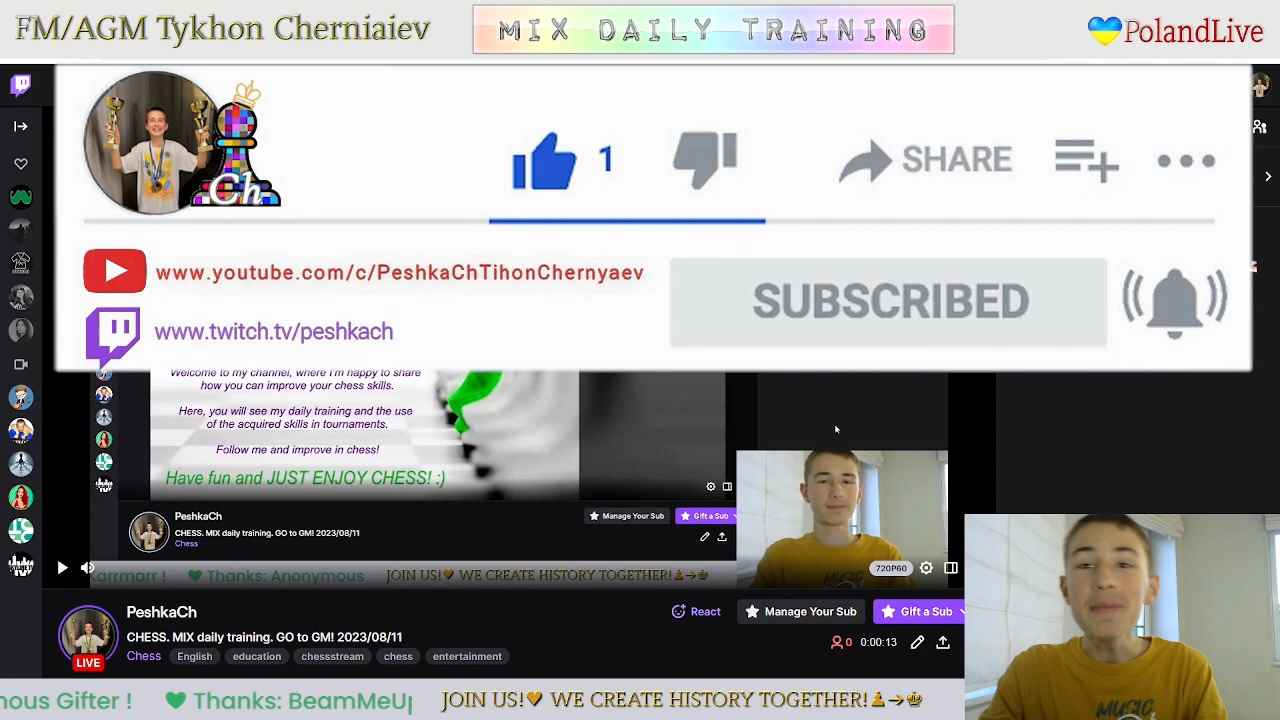 FM/AGM Tykhon Cherniaiev
MIX DAILY TRAINING
PolandLive
Ch
1
SHARE
www.youtube.com/c/PeshkaChTihonChernyaev
SUBSCRIBED
www.twitch.tv/peshkach
Welcome to my channel, where I'm happy to share
how you can improve your chess skills.
Here, you will see my daily training and the use
of the acquired skills in tournaments.
Follow me and improve in chess!
Have fun and JUST ENJOY CHESS! :)
PeshkaCh
Manage Your Sub
Gift a Sub
CHESS. MIX daily training. GO to GM! 2023/08/11
Chess
Karrmarr !
Thanks: Anonymous
JOIN US! WE CREATE HISTORY TOGETHER!
MUSIC
720P60
PeshkaCh
React
Manage Your Sub
Gift a Sub
CHESS. MIX daily training. GO to GM! 2023/08/11
Chess
English
education
chessstream
chess
entertainment
0
0:00:13
LIVE
nous Gifter !
Thanks: BeamMeUp
JOIN US! WE CREATE HISTORY TOGETHER!
MUSIC